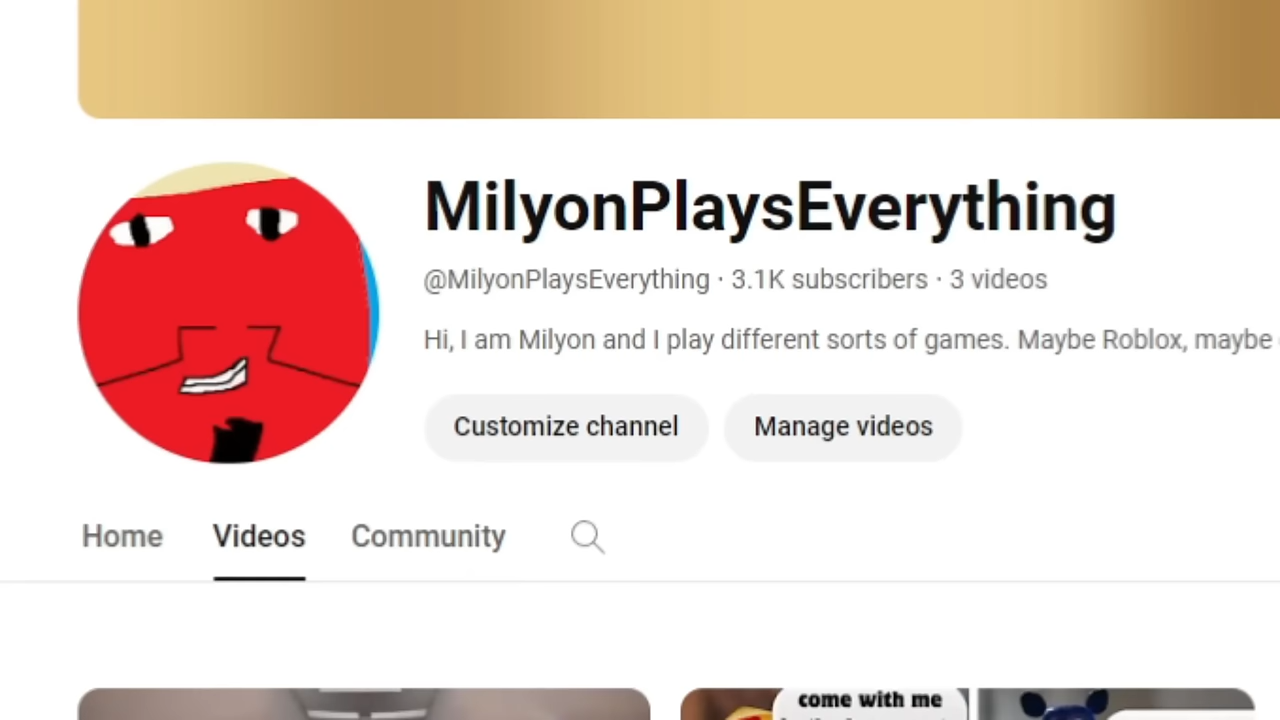 MilyonPlaysEverything
@MilyonPlaysEverything · 3.1K subscribers · 3 videos
Hi, I am Milyon and I play different sorts of games. Maybe Roblox, maybe
Customize channel Manage videos
Home Videos Community
come with me